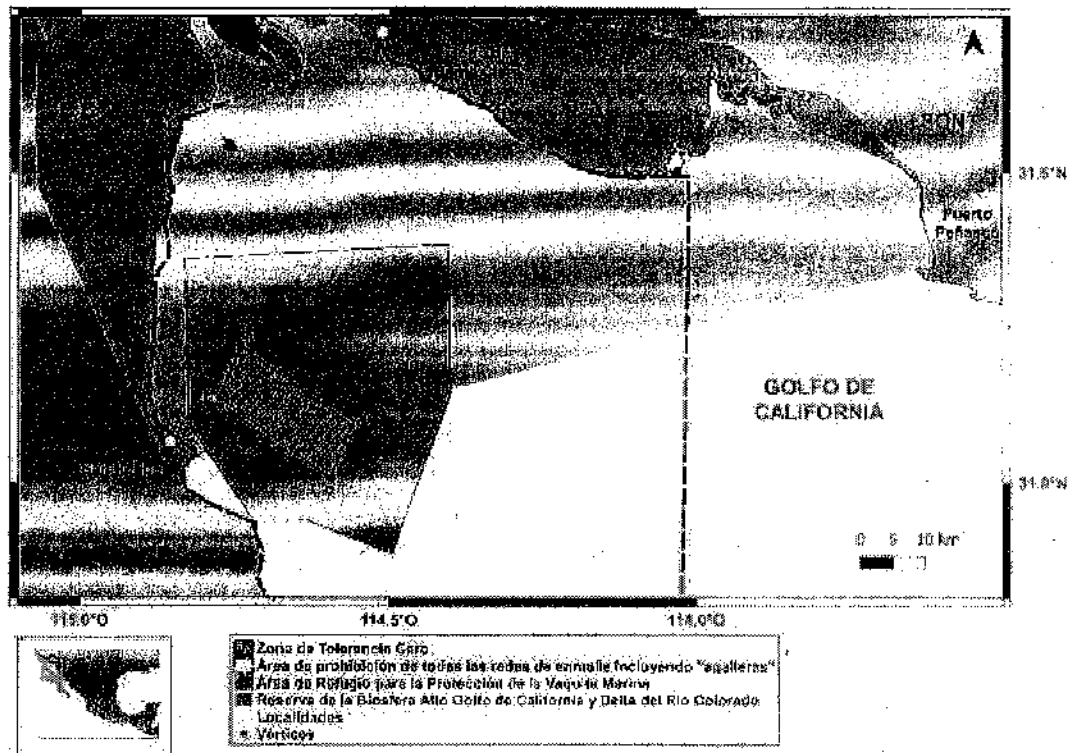 SON
31.5°N
Puerto
Peñasco
GOLFO DE
CALIFORNIA
31.0°N
0 5 10 km
115.0°O 114.5°O 114.0°O
Zona de Tolerancia Cero
Área de prohibición de todas las redes de enmalle incluyendo "agalleras"
Área de Refugio para la Protección de la Vaquita Marina
Reserva de la Biosfera Alto Golfo de California y Delta del Río Colorado
Localidades
Vértices